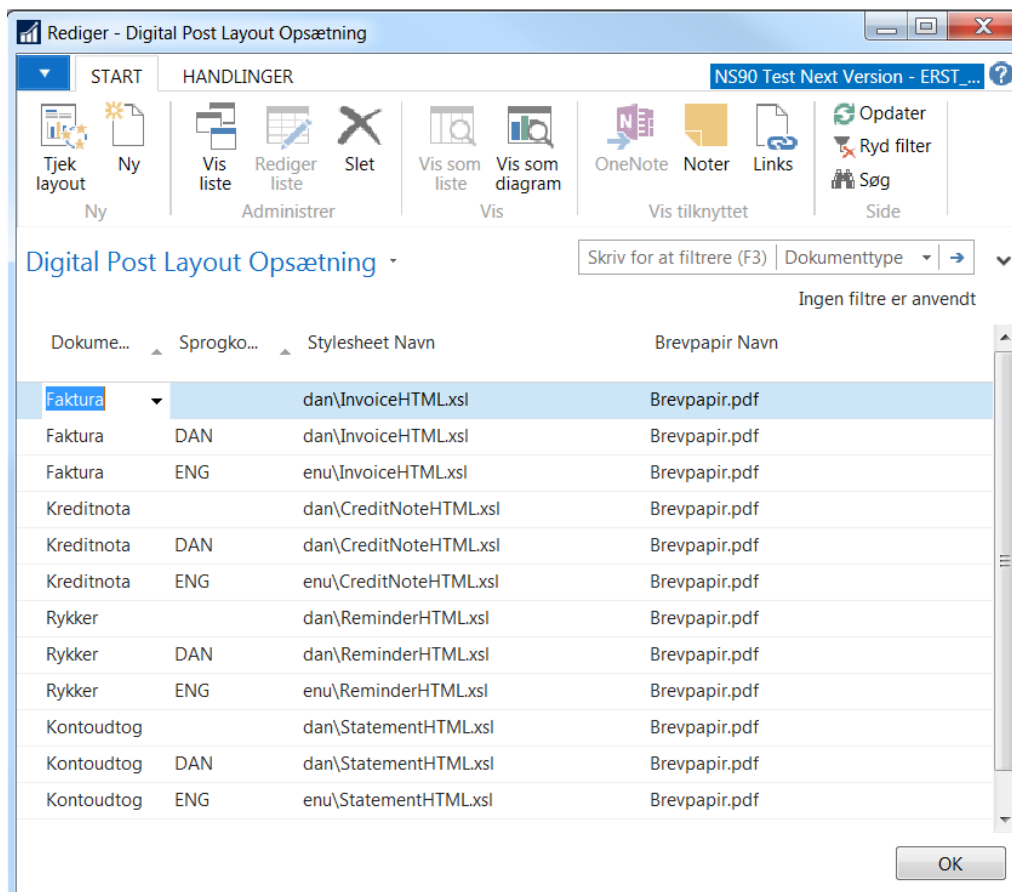 Rediger - Digital Post Layout Opsætning
START HANDLINGER NS90 Test Next Version - ERST_...
Tjek layout
Ny
Vis liste
Rediger liste
Slet
Vis som liste
Vis som diagram
OneNote
Noter
Links
Opdater
Ryd filter
Søg
Ny Administrer Vis Vis tilknyttet Side
Digital Post Layout Opsætning
Skriv for at filtrere (F3) Dokumenttype
Ingen filtre er anvendt
Dokume... Sprogko... Stylesheet Navn Brevpapir Navn
Faktura dan\InvoiceHTML.xsl Brevpapir.pdf
Faktura DAN dan\InvoiceHTML.xsl Brevpapir.pdf
Faktura ENG enu\InvoiceHTML.xsl Brevpapir.pdf
Kreditnota dan\CreditNoteHTML.xsl Brevpapir.pdf
Kreditnota DAN dan\CreditNoteHTML.xsl Brevpapir.pdf
Kreditnota ENG enu\CreditNoteHTML.xsl Brevpapir.pdf
Rykker dan\ReminderHTML.xsl Brevpapir.pdf
Rykker DAN dan\ReminderHTML.xsl Brevpapir.pdf
Rykker ENG enu\ReminderHTML.xsl Brevpapir.pdf
Kontoudtog dan\StatementHTML.xsl Brevpapir.pdf
Kontoudtog DAN dan\StatementHTML.xsl Brevpapir.pdf
Kontoudtog ENG enu\StatementHTML.xsl Brevpapir.pdf
OK